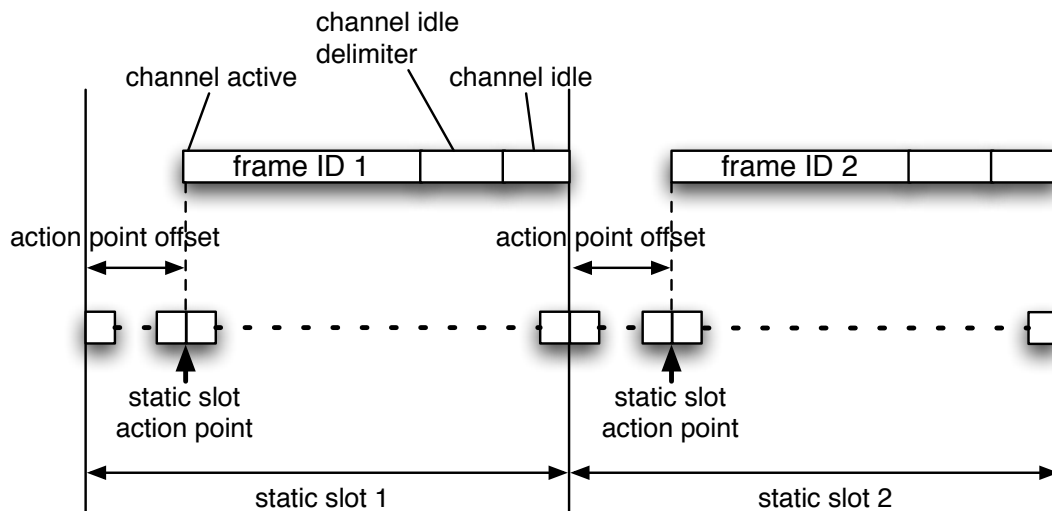 channel idle
delimiter
channel active
channel idle
frame ID 1
frame ID 2
action point offset
action point offset
static slot
action point
static slot
action point
static slot 1
static slot 2